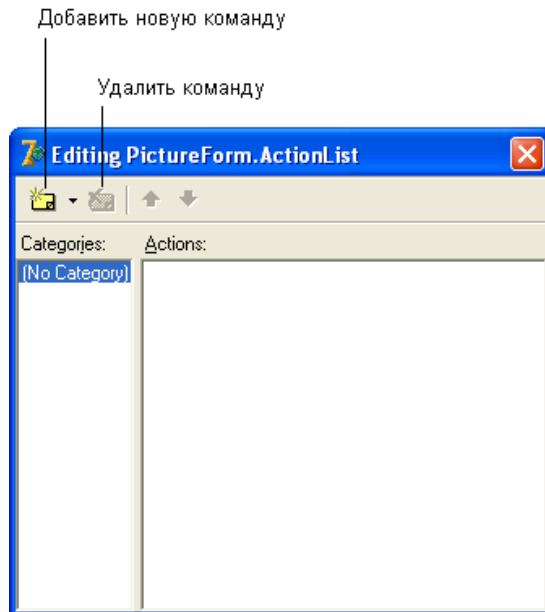 Добавить новую команду
Удалить команду
Editing PictureForm.ActionList
Categories: Actions:
(No Category)